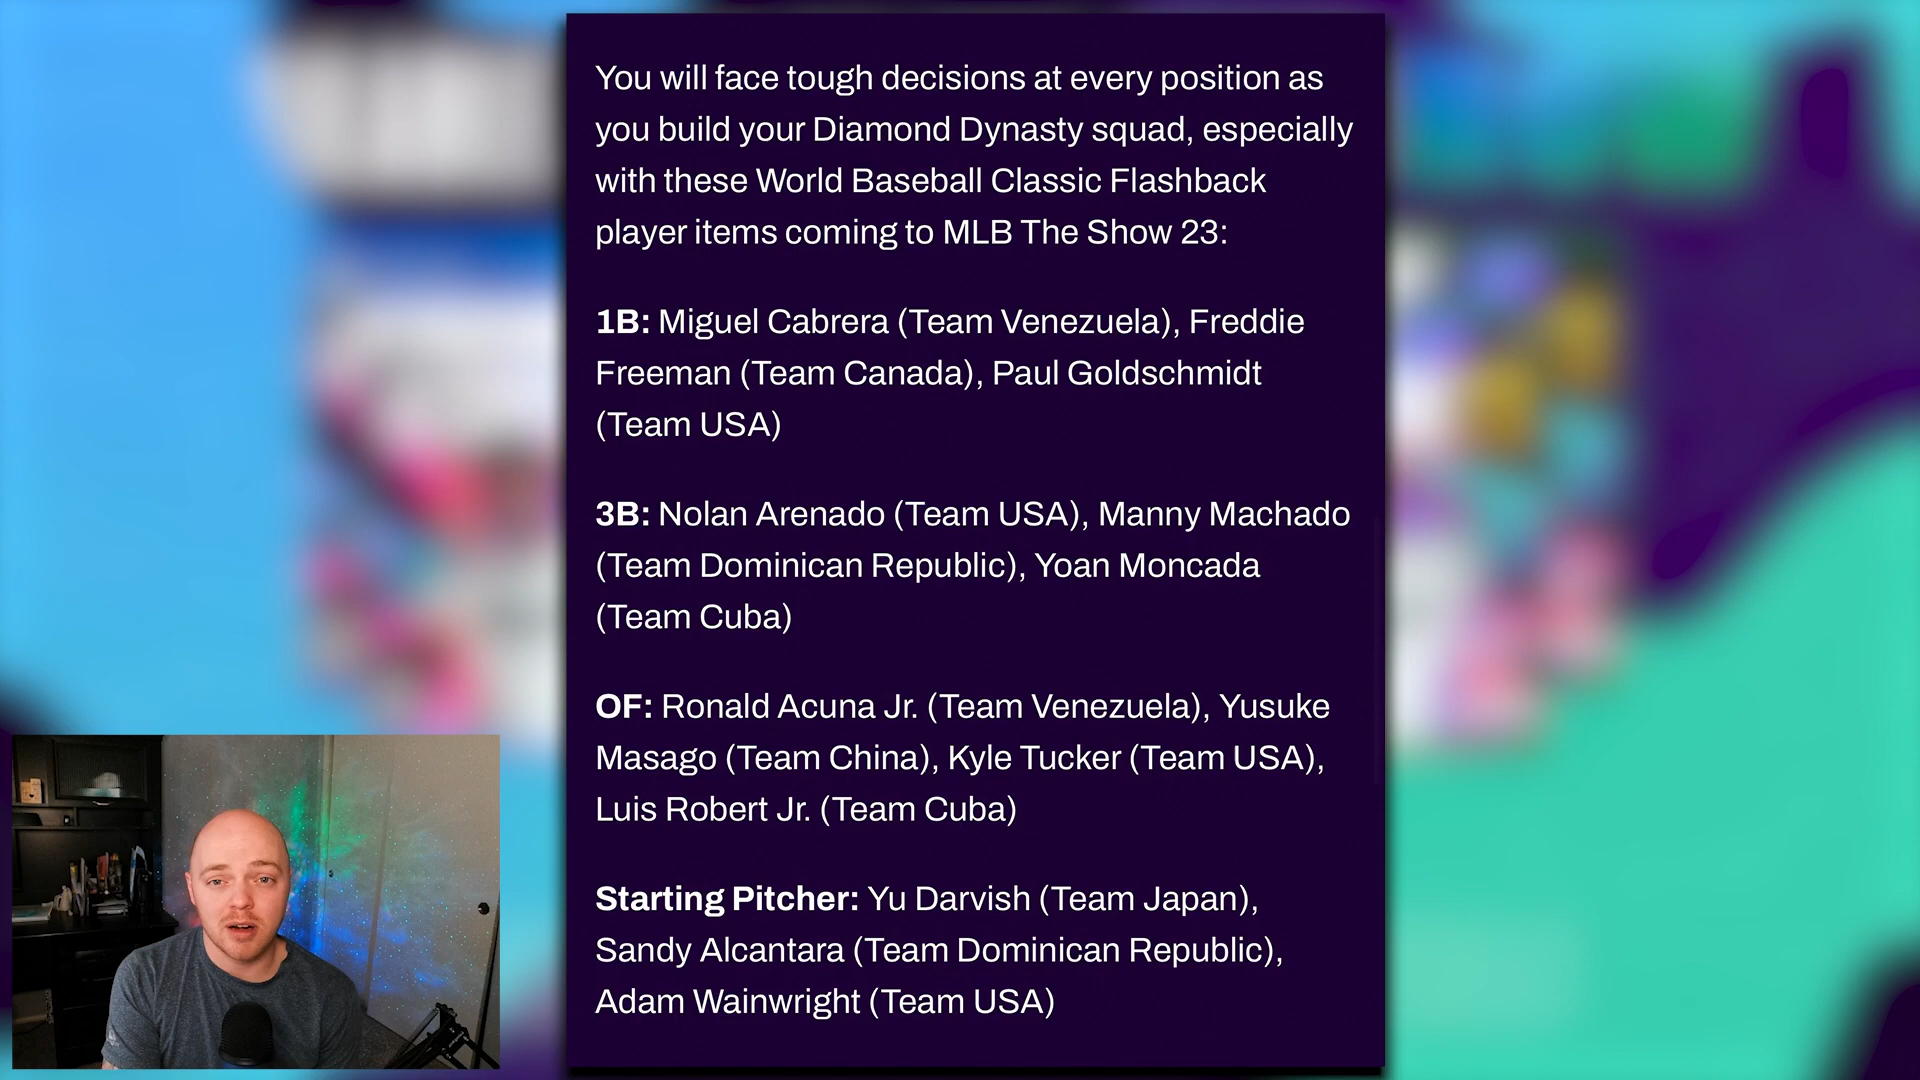 You will face tough decisions at every position as
you build your Diamond Dynasty squad, especially
with these World Baseball Classic Flashback
player items coming to MLB The Show 23:
1B: Miguel Cabrera (Team Venezuela), Freddie
Freeman (Team Canada), Paul Goldschmidt
(Team USA)
3B: Nolan Arenado (Team USA), Manny Machado
(Team Dominican Republic), Yoan Moncada
(Team Cuba)
OF: Ronald Acuna Jr. (Team Venezuela), Yusuke
Masago (Team China), Kyle Tucker (Team USA),
Luis Robert Jr. (Team Cuba)
Starting Pitcher: Yu Darvish (Team Japan),
Sandy Alcantara (Team Dominican Republic),
Adam Wainwright (Team USA)